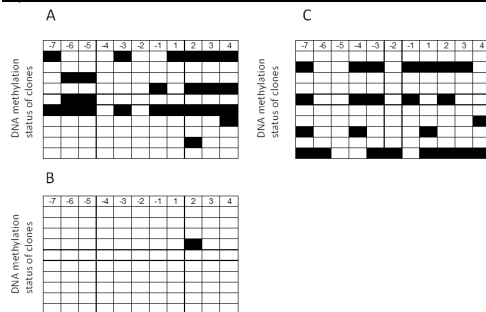 A
-7 -6 -5 -4 -3 -2 -1 1 2 3 4
DNA methylation
status of clones
C
-7 -6 -5 -4 -3 -2 -1 1 2 3 4
DNA methylation
status of clones
B
-7 -6 -5 -4 -3 -2 -1 1 2 3 4
DNA methylation
status of clones